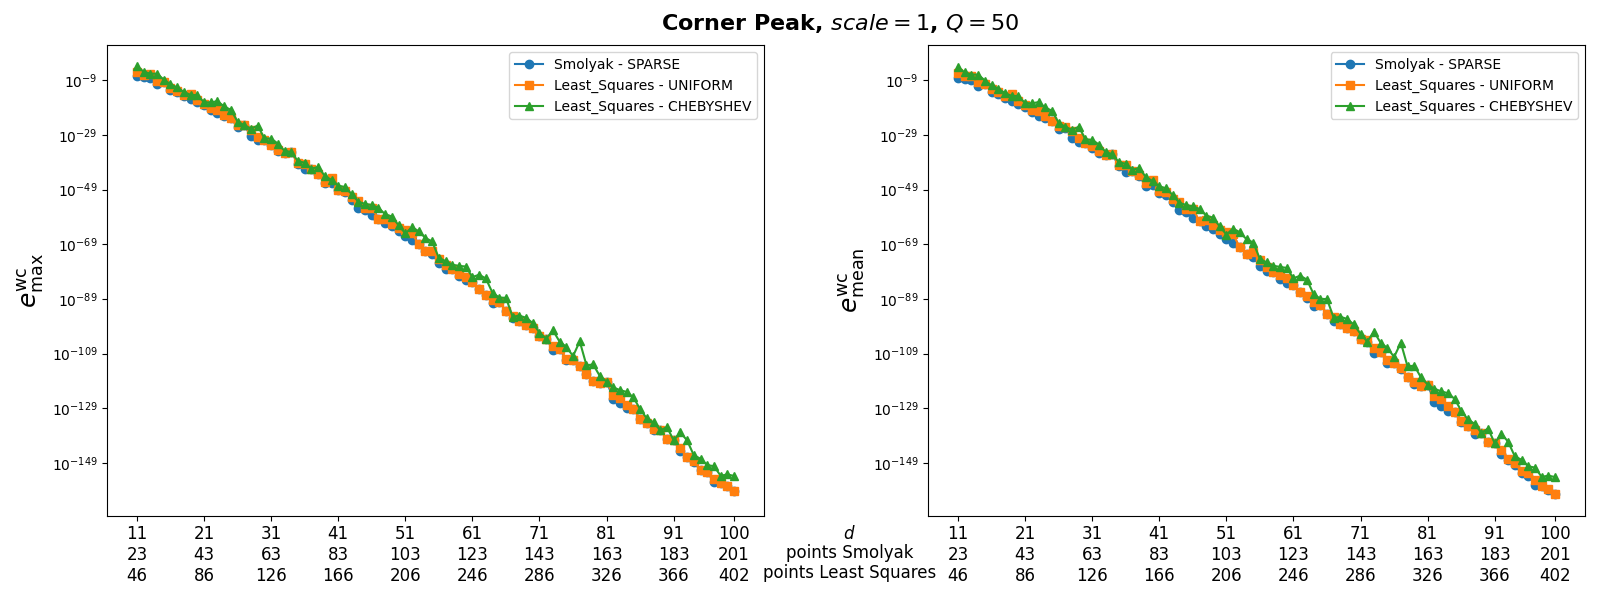 Corner Peak, scale = 1, Q = 50
Smolyak - SPARSE
Least_Squares - UNIFORM
Least_Squares - CHEBYSHEV
10^-9
10^-29
10^-49
10^-69
10^-89
10^-109
10^-129
10^-149
e^wc_max
11 21 31 41 51 61 71 81 91 100
23 43 63 83 103 123 143 163 183 201
46 86 126 166 206 246 286 326 366 402
d
points Smolyak
points Least Squares
Smolyak - SPARSE
Least_Squares - UNIFORM
Least_Squares - CHEBYSHEV
10^-9
10^-29
10^-49
10^-69
10^-89
10^-109
10^-129
10^-149
e^wc_mean
11 21 31 41 51 61 71 81 91 100
23 43 63 83 103 123 143 163 183 201
46 86 126 166 206 246 286 326 366 402